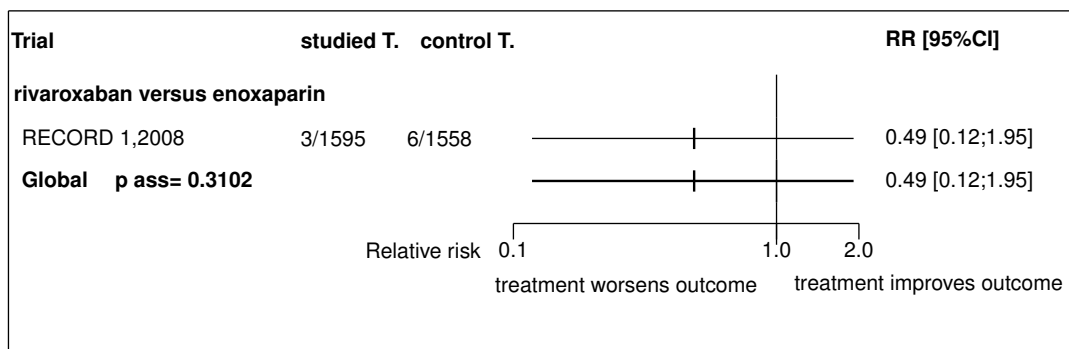 Trial studied T. control T. RR [95%CI]
rivaroxaban versus enoxaparin
RECORD 1,2008 3/1595 6/1558 0.49 [0.12;1.95]
Global p ass= 0.3102 0.49 [0.12;1.95]
Relative risk 0.1 1.0 2.0
treatment worsens outcome treatment improves outcome